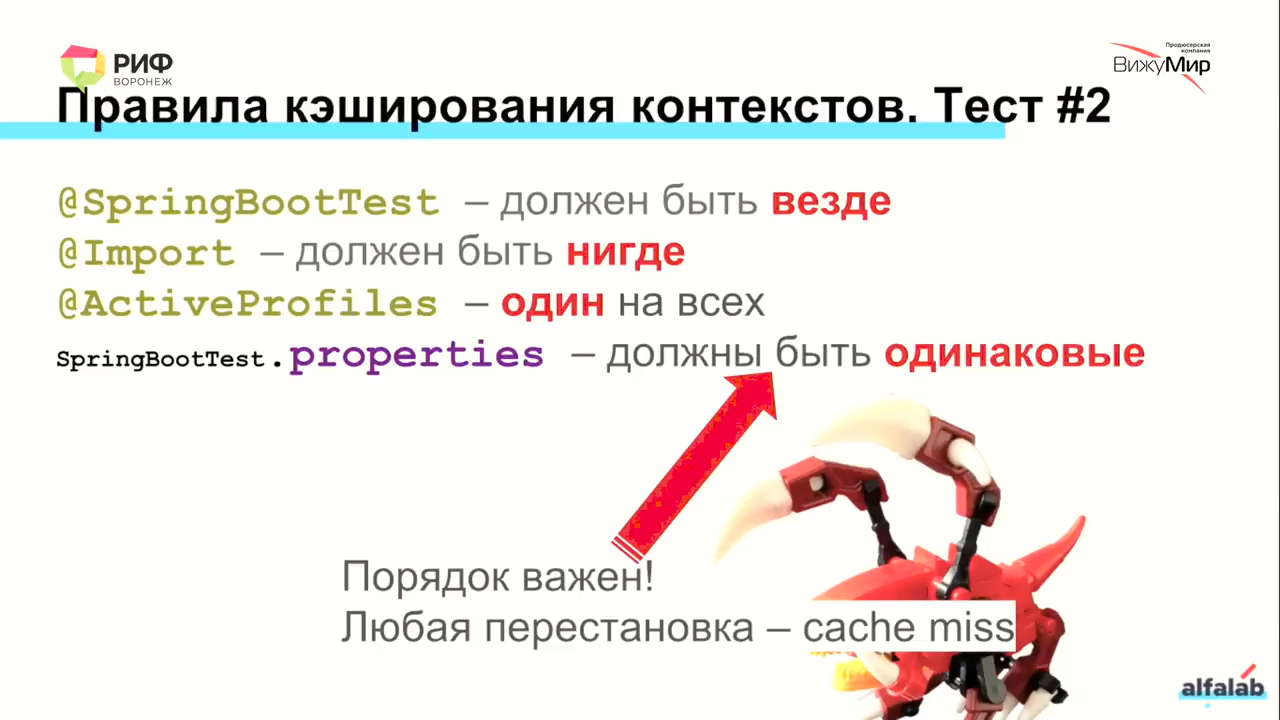 РИФ
ВОРОНЕЖ
Продюсерская
компания
ВижуМир
Правила кэширования контекстов. Тест #2
@SpringBootTest – должен быть везде
@Import – должен быть нигде
@ActiveProfiles – один на всех
SpringBootTest.properties – должны быть одинаковые
Порядок важен!
Любая перестановка – cache miss
alfalab